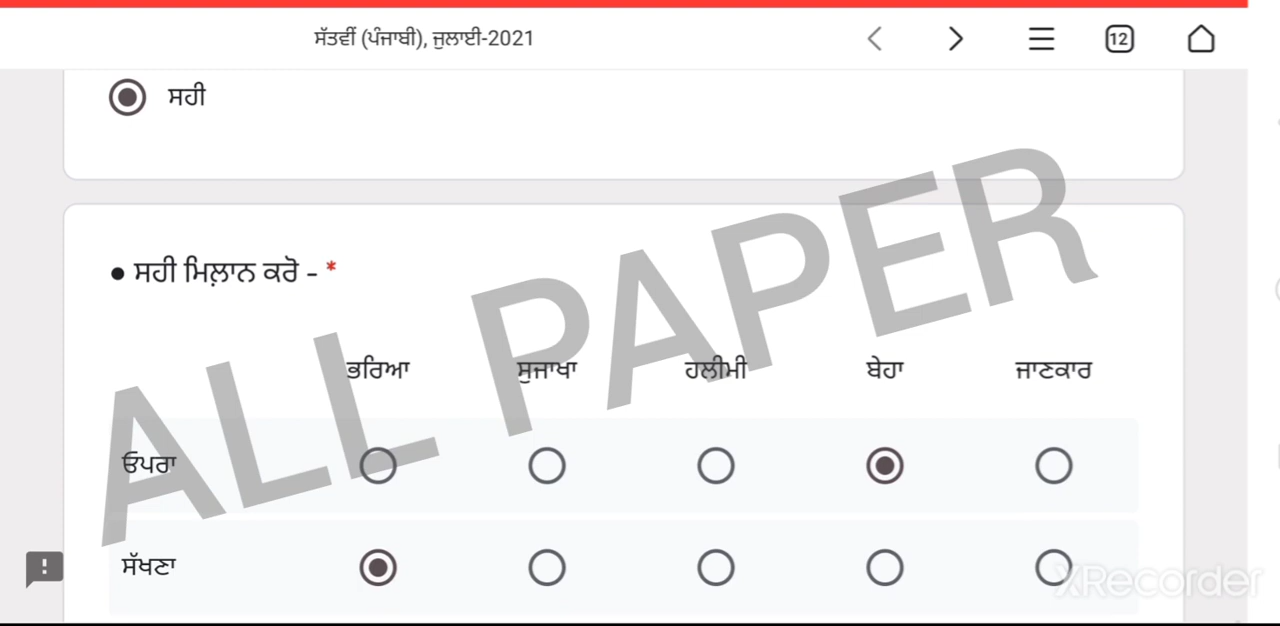 ਸੱਤਵੀਂ (ਪੰਜਾਬੀ), ਜੁਲਾਈ-2021
12
ਸਹੀ
● ਸਹੀ ਮਿਲ਼ਾਨ ਕਰੋ - *
ALL PAPER
ਭਰਿਆ ਸੁਜਾਖਾ ਹਲੀਮੀ ਬੇਹਾ ਜਾਣਕਾਰ
ਓਪਰਾ
ਸੱਖਣਾ
XRecorder